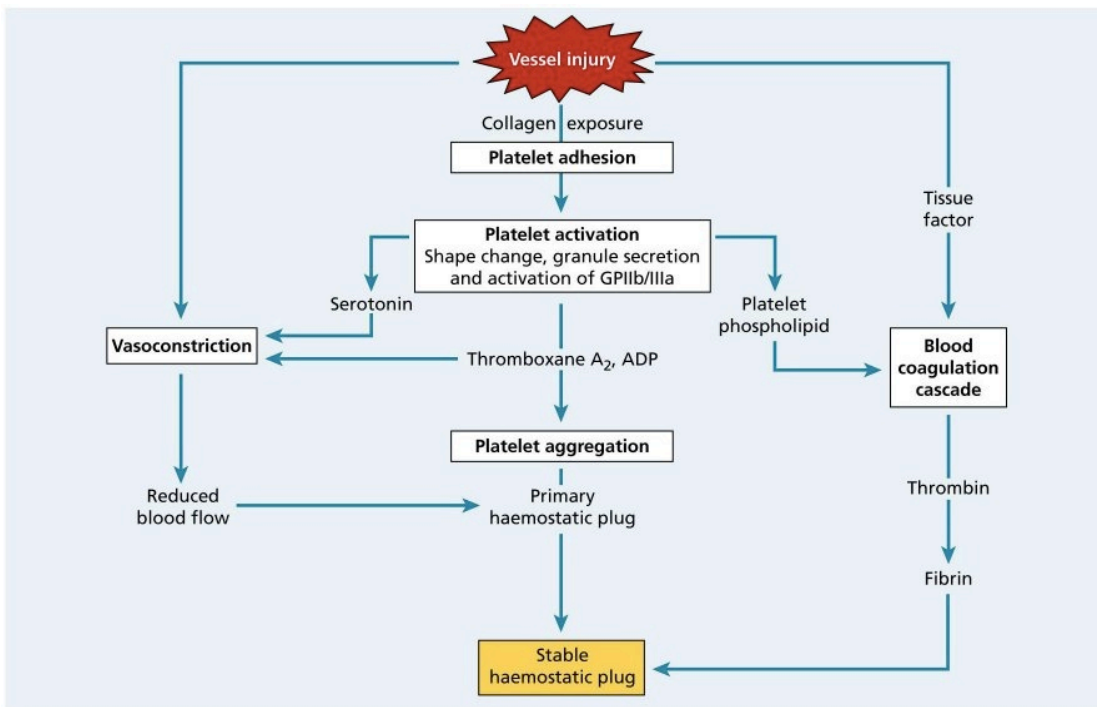 Vessel injury
Collagen exposure
Platelet adhesion
Tissue
factor
Platelet activation
Shape change, granule secretion
and activation of GPIIb/IIIa
Serotonin
Platelet
phospholipid
Vasoconstriction
Thromboxane A₂, ADP
Blood
coagulation
cascade
Platelet aggregation
Reduced
blood flow
Primary
haemostatic plug
Thrombin
Fibrin
Stable
haemostatic plug